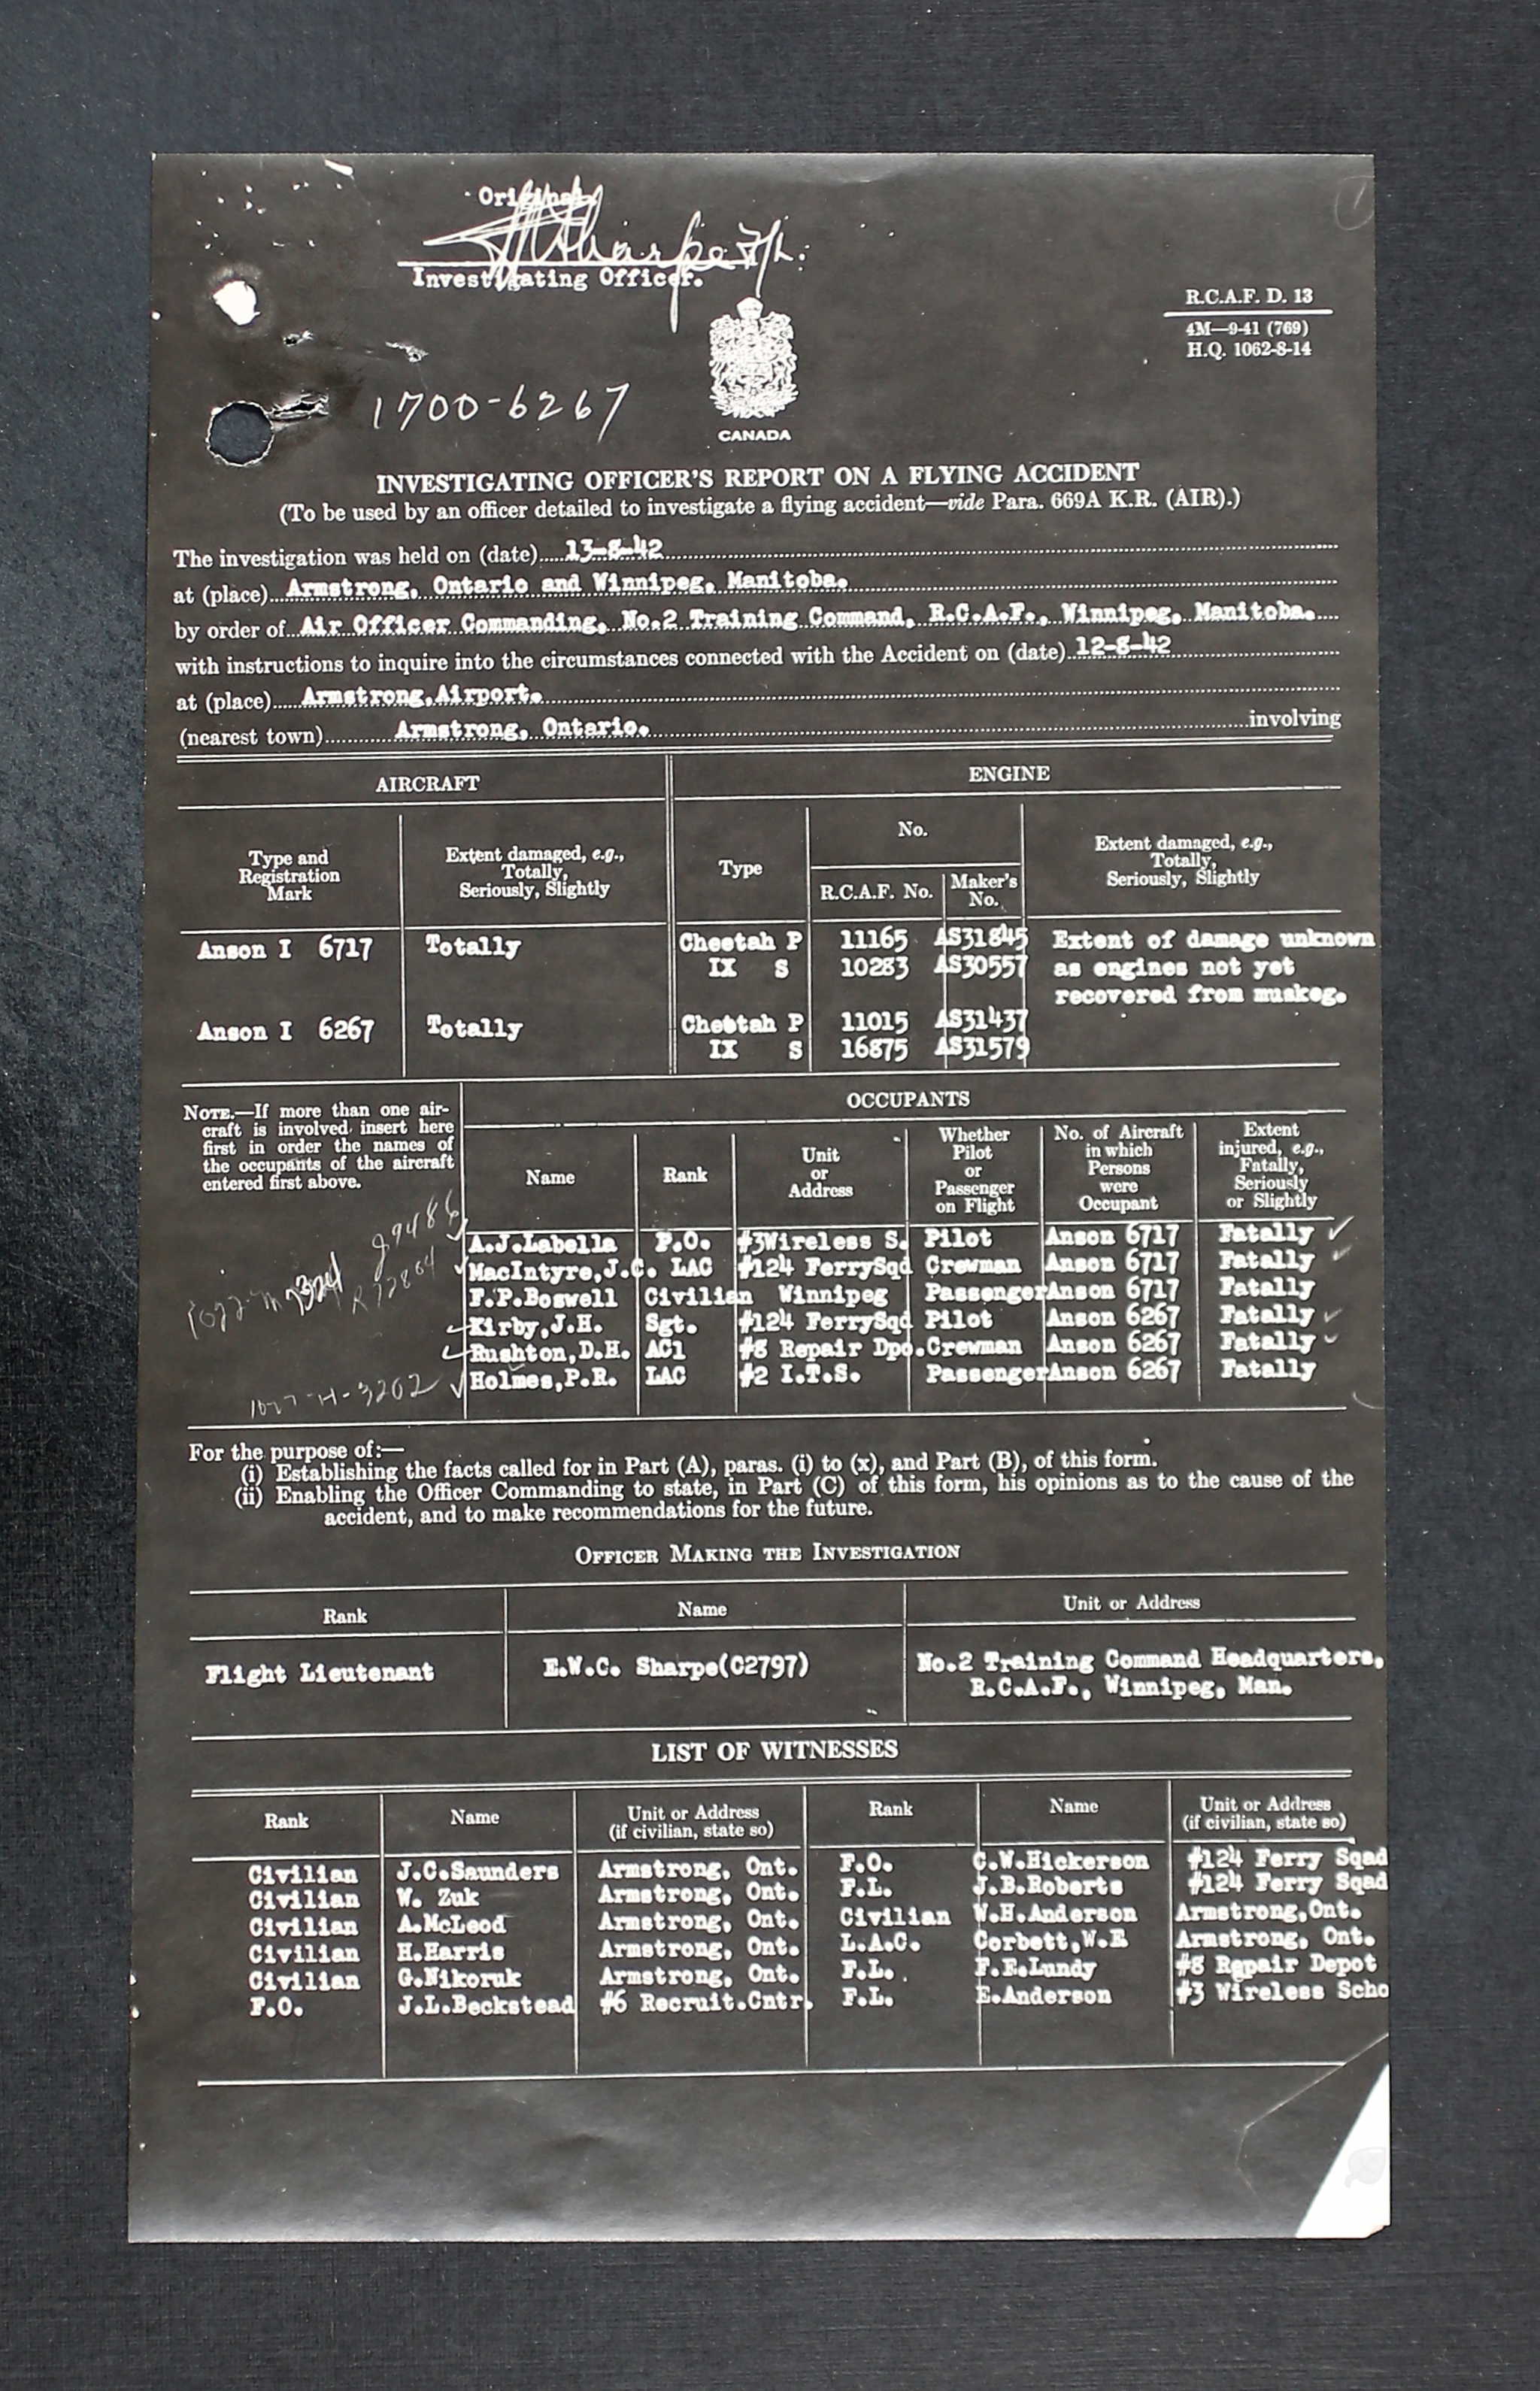 Original
Sharpe F/L.
Investigating Officer.
R.C.A.F. D. 13
4M—9-41 (769)
H.Q. 1062-8-14
1700-6267
CANADA
INVESTIGATING OFFICER'S REPORT ON A FLYING ACCIDENT
(To be used by an officer detailed to investigate a flying accident—vide Para. 669A K.R. (AIR).)
The investigation was held on (date) 13-8-42
at (place) Armstrong, Ontario and Winnipeg, Manitoba.
by order of Air Officer Commanding, No.2 Training Command, R.C.A.F., Winnipeg, Manitoba.
with instructions to inquire into the circumstances connected with the Accident on (date) 12-8-42
at (place) Armstrong,Airport.
(nearest town) Armstrong, Ontario. involving
AIRCRAFT ENGINE
Type and Registration Mark Extent damaged, e.g., Totally, Seriously, Slightly Type No. R.C.A.F. No. Maker's No. Extent damaged, e.g., Totally, Seriously, Slightly
Anson I 6717 Totally Cheetah P 11165 AS31845 Extent of damage unknown
IX S 10283 AS30557 as engines not yet
recovered from muskeg.
Anson I 6267 Totally Cheetah P 11015 AS31437
IX S 16875 AS31579
NOTE.—If more than one air-
craft is involved insert here
first in order the names of
the occupants of the aircraft
entered first above.
OCCUPANTS
Name Rank Unit or Address Whether Pilot or Passenger on Flight No. of Aircraft in which Persons were Occupant Extent injured, e.g., Fatally, Seriously or Slightly
J9486
R72864
1077-H-3202
A.J.Labella P.O. #3Wireless S. Pilot Anson 6717 Fatally
MacIntyre,J.C. LAC #124 FerrySqd Crewman Anson 6717 Fatally
F.P.Boswell Civilian Winnipeg Passenger Anson 6717 Fatally
Kirby,J.H. Sgt. #124 FerrySqd Pilot Anson 6267 Fatally
Rushton,D.H. AC1 #8 Repair Dpo. Crewman Anson 6267 Fatally
Holmes,P.R. LAC #2 I.T.S. Passenger Anson 6267 Fatally
For the purpose of:—
(i) Establishing the facts called for in Part (A), paras. (i) to (x), and Part (B), of this form.
(ii) Enabling the Officer Commanding to state, in Part (C) of this form, his opinions as to the cause of the
accident, and to make recommendations for the future.
OFFICER MAKING THE INVESTIGATION
Rank Name Unit or Address
Flight Lieutenant E.W.C. Sharpe(C2797) No.2 Training Command Headquarters,
R.C.A.F., Winnipeg, Man.
LIST OF WITNESSES
Rank Name Unit or Address (if civilian, state so) Rank Name Unit or Address (if civilian, state so)
Civilian J.C.Saunders Armstrong, Ont. F.O. C.W.Hickerson #124 Ferry Sqad
Civilian W. Zuk Armstrong, Ont. F.L. J.B.Roberts #124 Ferry Sqad
Civilian A.McLeod Armstrong, Ont. Civilian W.H.Anderson Armstrong,Ont.
Civilian H.Harris Armstrong, Ont. L.A.C. Corbett,W.E Armstrong, Ont.
Civilian G.Nikoruk Armstrong, Ont. F.L. F.E.Lundy #8 Repair Depot
F.O. J.L.Beckstead #6 Recruit.Cntr. F.L. E.Anderson #3 Wireless Scho